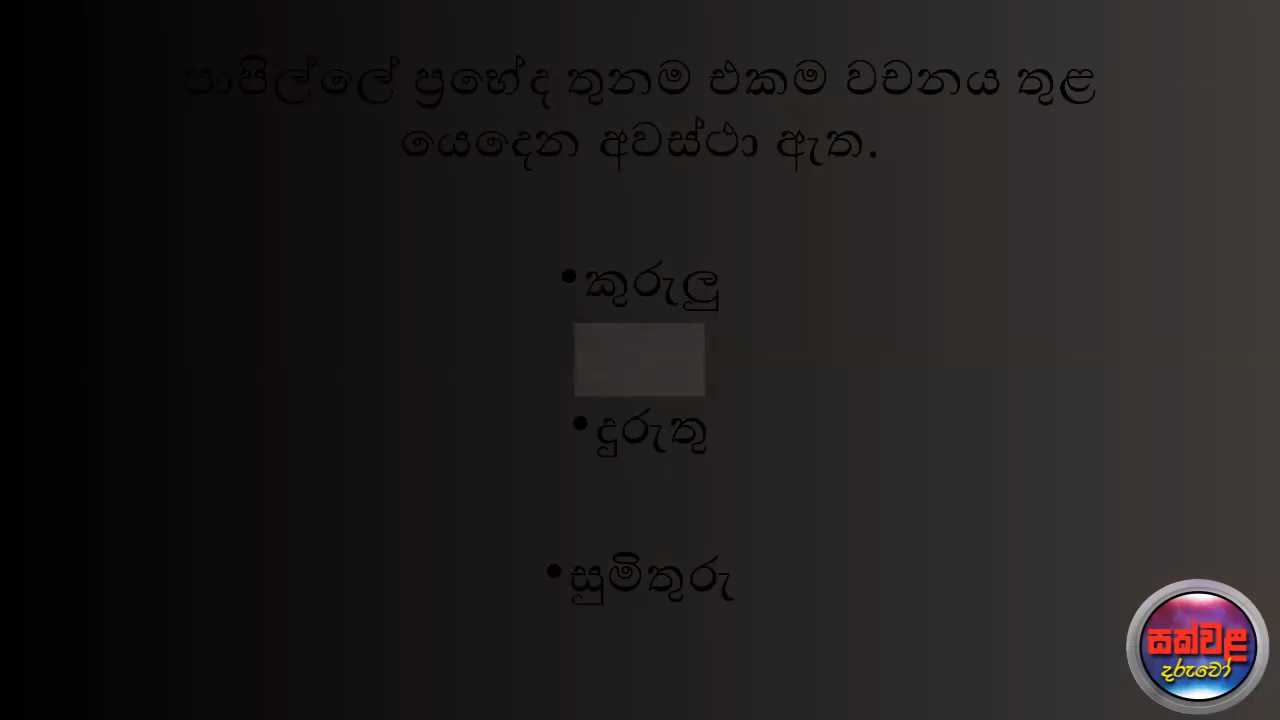 පාපිල්ලේ ප්‍රභේද තුනම එකම වචනය තුළ
යෙදෙන අවස්ථා ඇත.
•කුරුලු
•දුරුතු
•සුමිතුරු
සක්වළ
දරුවෝ